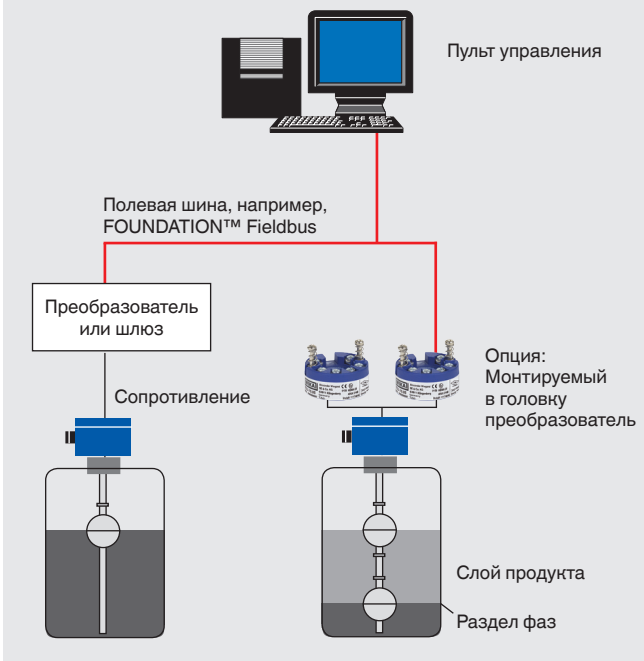 Пульт управления
Полевая шина, например,
FOUNDATION™ Fieldbus
Преобразователь
или шлюз
Опция:
Монтируемый
в головку
преобразователь
Сопротивление
Слой продукта
Раздел фаз